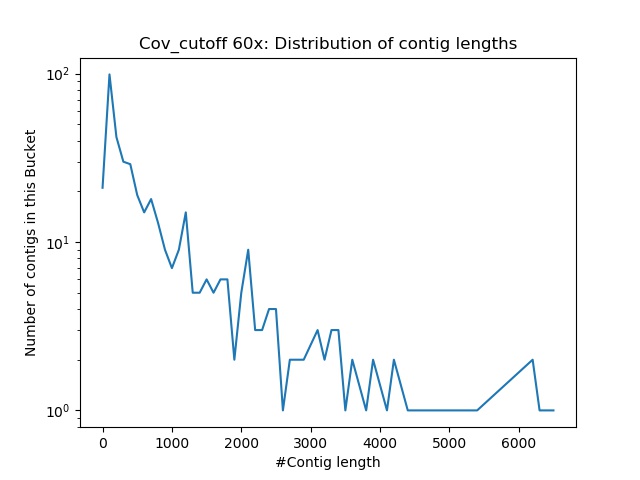 Cov_cutoff 60x: Distribution of contig lengths
10²
10¹
10⁰
Number of contigs in this Bucket
0 1000 2000 3000 4000 5000 6000
#Contig length